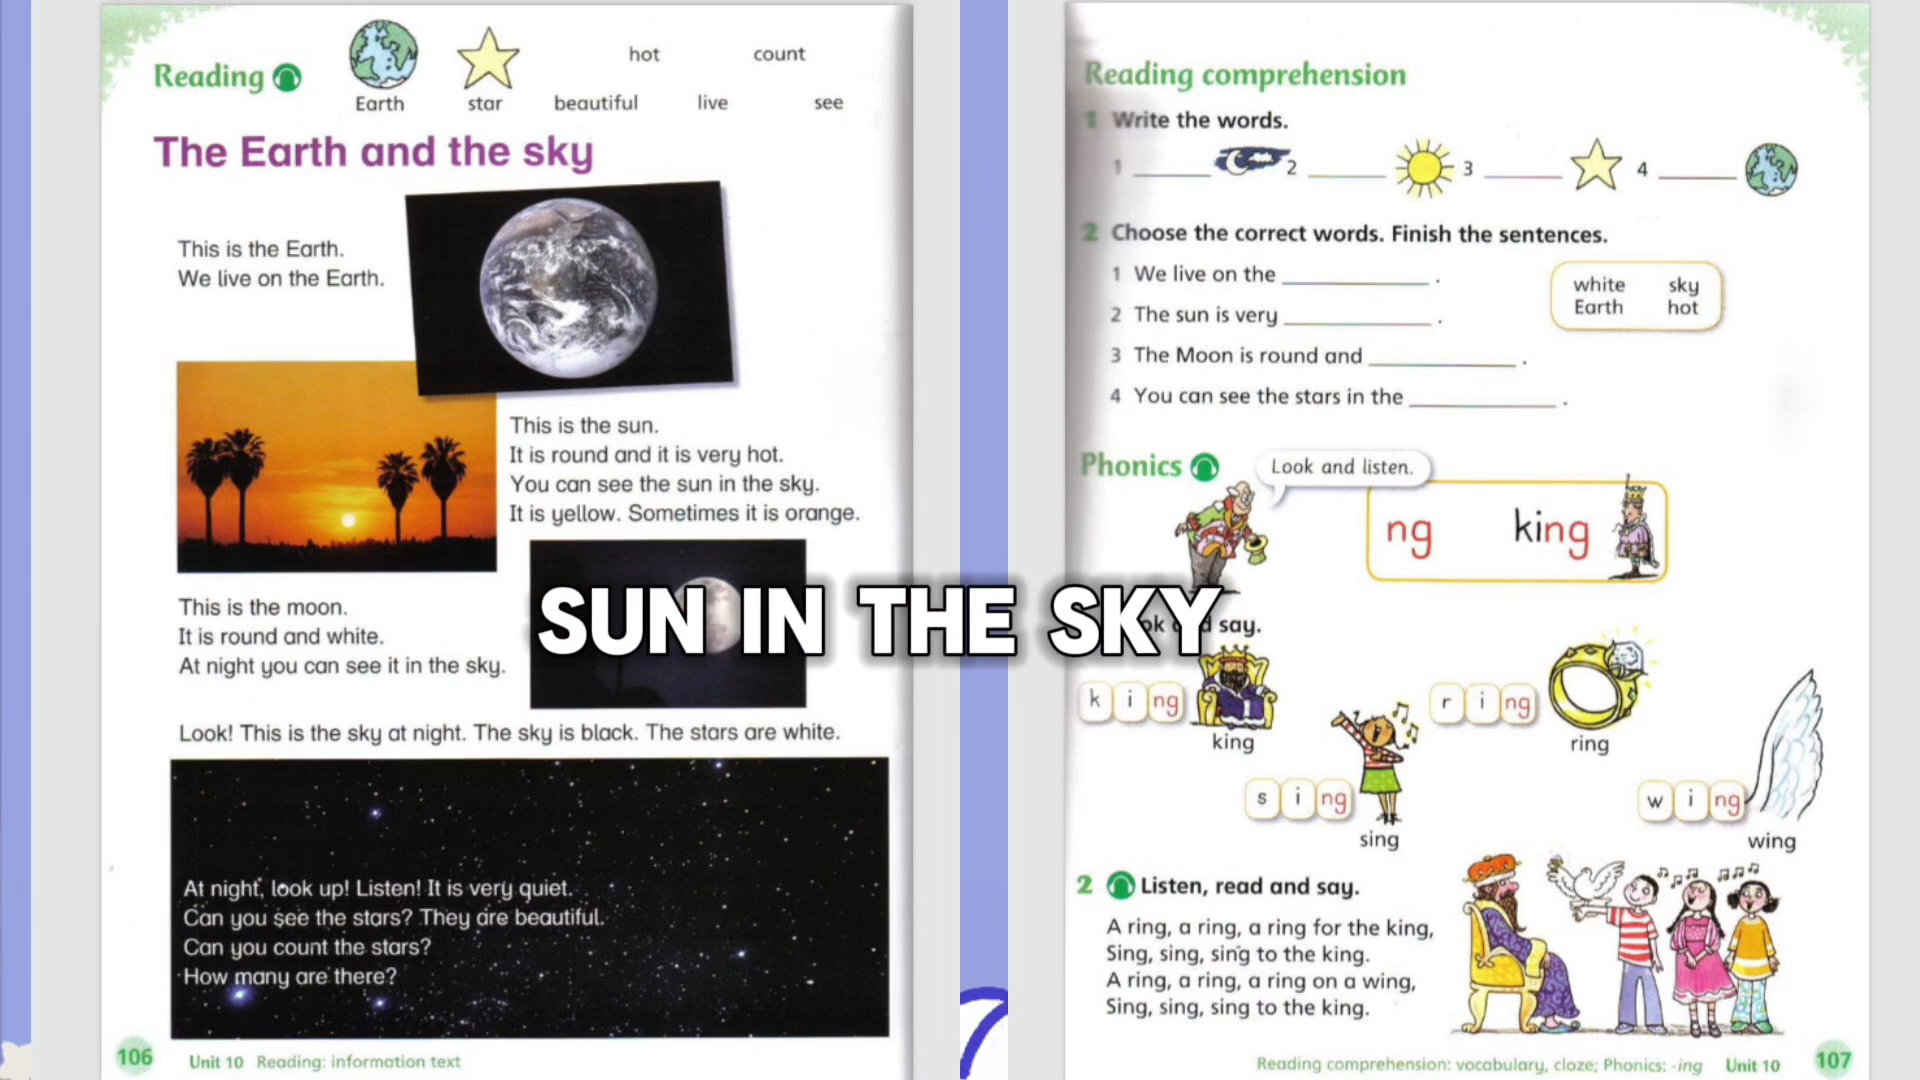 Reading
Earth
star
hot
count
beautiful
live
see
The Earth and the sky
This is the Earth.
We live on the Earth.
This is the sun.
It is round and it is very hot.
You can see the sun in the sky.
It is yellow. Sometimes it is orange.
This is the moon.
It is round and white.
At night you can see it in the sky.
Look! This is the sky at night. The sky is black. The stars are white.
At night, look up! Listen! It is very quiet.
Can you see the stars? They are beautiful.
Can you count the stars?
How many are there?
106 Unit 10 Reading: information text
SUN IN THE SKY
Reading comprehension
1 Write the words.
1 2 3 4
2 Choose the correct words. Finish the sentences.
1 We live on the .
2 The sun is very .
3 The Moon is round and .
4 You can see the stars in the .
white sky
Earth hot
Phonics
Look and listen.
ng king
say.
k i ng
king
r i ng
ring
s i ng
sing
w i ng
wing
2 Listen, read and say.
A ring, a ring, a ring for the king,
Sing, sing, sing to the king.
A ring, a ring, a ring on a wing,
Sing, sing, sing to the king.
Reading comprehension: vocabulary, cloze; Phonics: -ing Unit 10 107